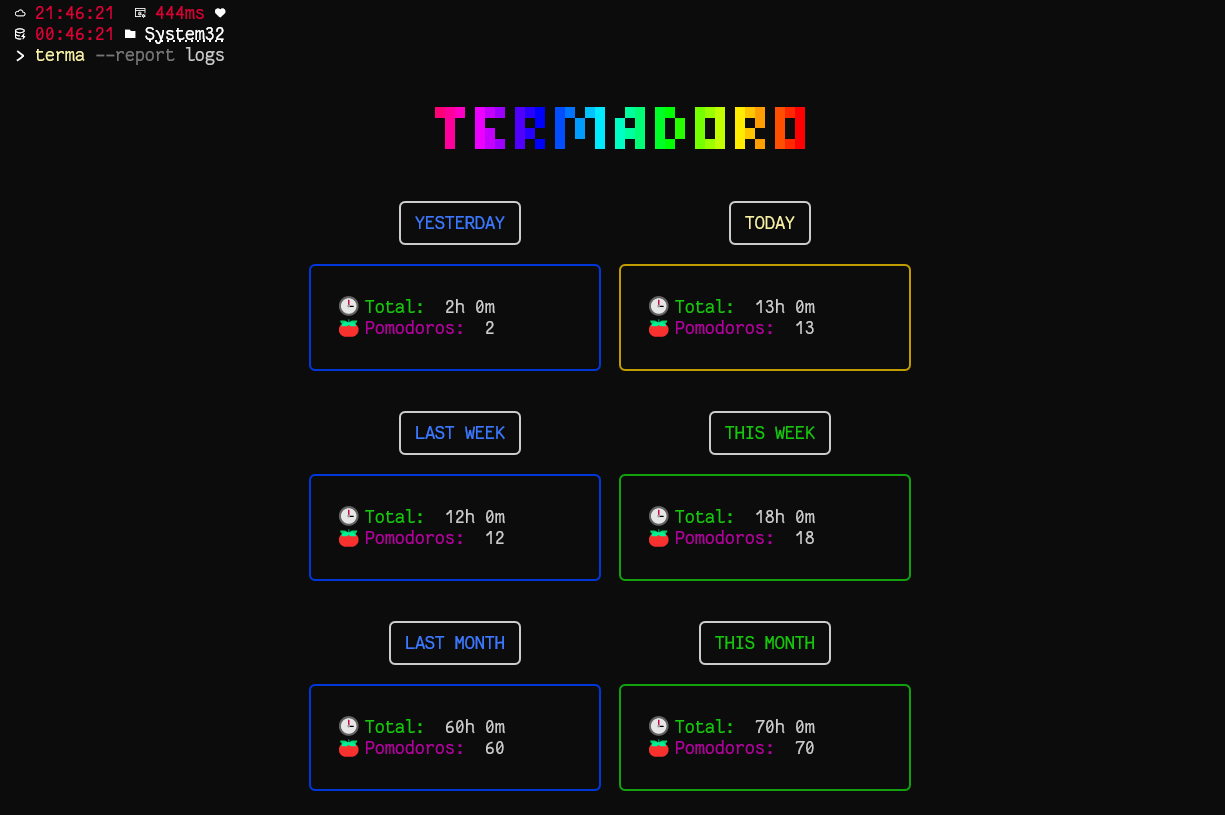 21:46:21 444ms
00:46:21 System32
> terma --report logs
TERMADORO
YESTERDAY TODAY
Total: 2h 0m Total: 13h 0m
Pomodoros: 2 Pomodoros: 13
LAST WEEK THIS WEEK
Total: 12h 0m Total: 18h 0m
Pomodoros: 12 Pomodoros: 18
LAST MONTH THIS MONTH
Total: 60h 0m Total: 70h 0m
Pomodoros: 60 Pomodoros: 70